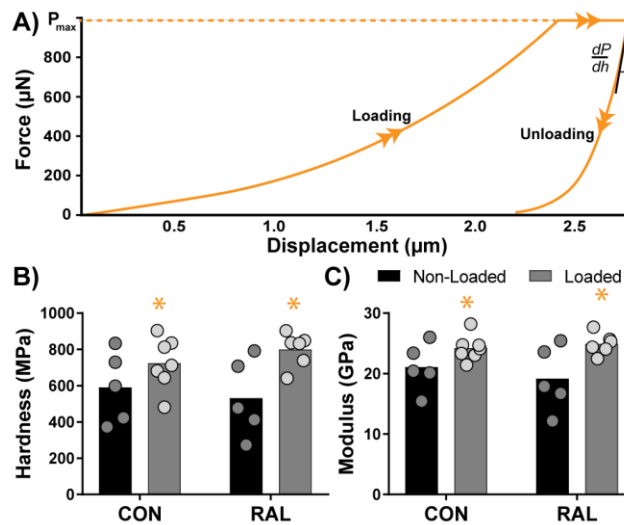 A)
P max
800
600
400
200
0
Force (µN)
Loading
Unloading
dP
dh
0.5
1.0
1.5
2.0
2.5
Displacement (µm)
B)
C)
Non-Loaded
Loaded
*
*
*
*
1000
800
600
400
200
0
Hardness (MPa)
CON
RAL
30
20
10
0
Modulus (GPa)
CON
RAL